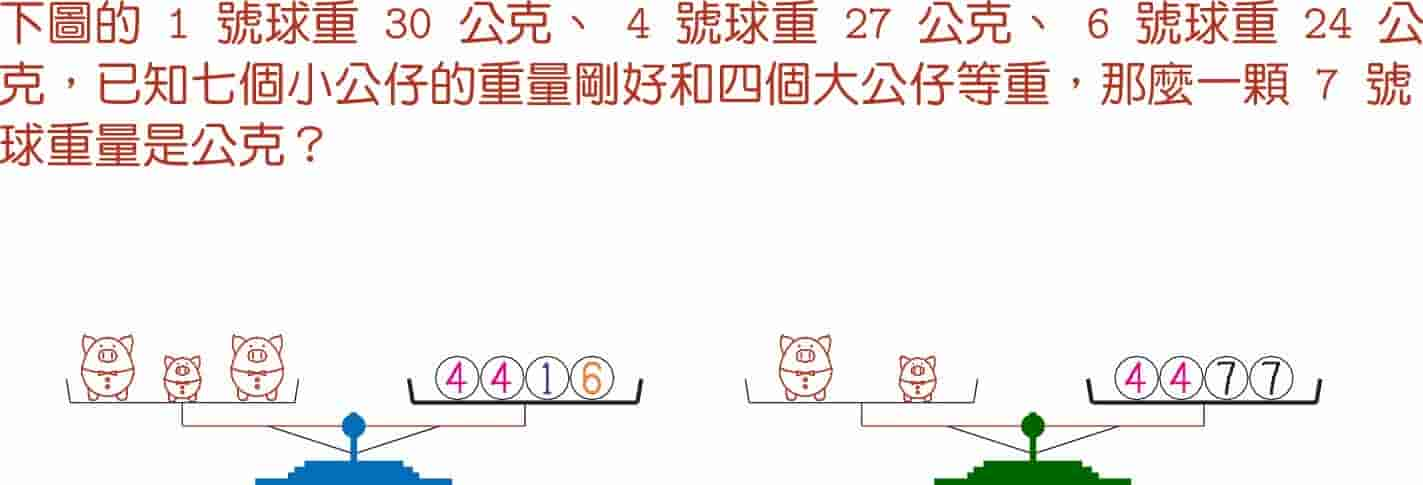 下圖的 1 號球重 30 公克、 4 號球重 27 公克、 6 號球重 24 公
克，已知七個小公仔的重量剛好和四個大公仔等重，那麼一顆 7 號
球重量是公克？
4 4 1 6
4 4 7 7